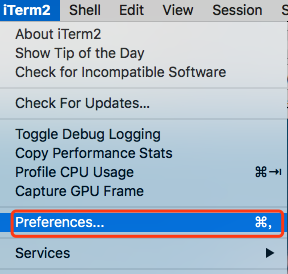 iTerm2 Shell Edit View Session
About iTerm2
Show Tip of the Day
Check for Incompatible Software
Check For Updates...
Toggle Debug Logging
Copy Performance Stats
Profile CPU Usage ⌘⇥
Capture GPU Frame
Preferences... ⌘,
Services ▶